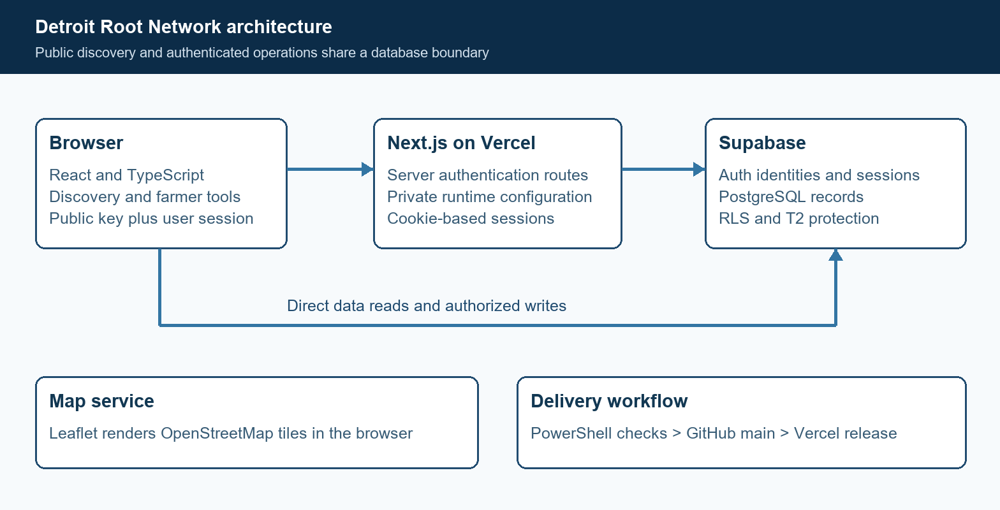 Detroit Root Network architecture
Public discovery and authenticated operations share a database boundary
Browser
React and TypeScript
Discovery and farmer tools
Public key plus user session
Next.js on Vercel
Server authentication routes
Private runtime configuration
Cookie-based sessions
Supabase
Auth identities and sessions
PostgreSQL records
RLS and T2 protection
Direct data reads and authorized writes
Map service
Leaflet renders OpenStreetMap tiles in the browser
Delivery workflow
PowerShell checks > GitHub main > Vercel release